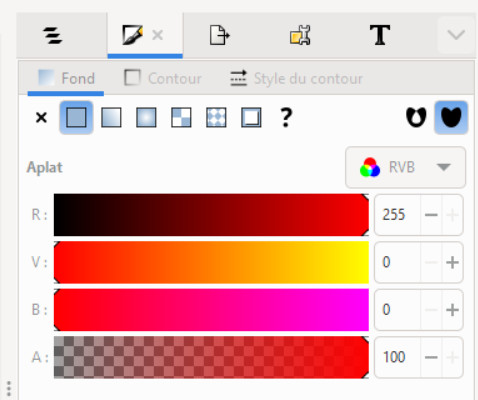 T
Fond Contour Style du contour
?
Aplat RVB
R : 255
V : 0
B : 0
A : 100